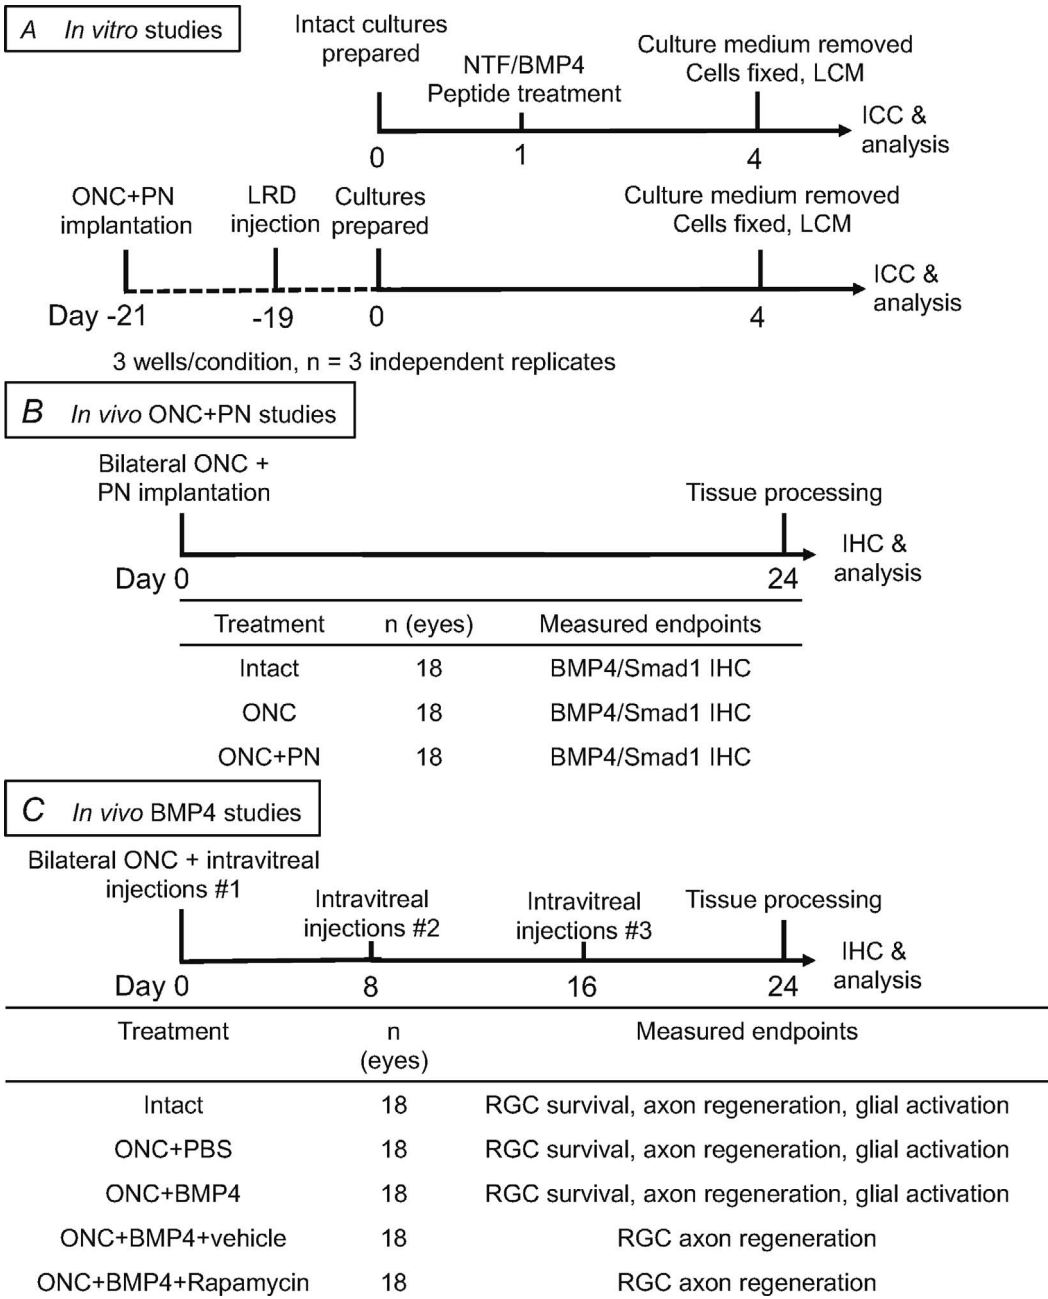 A In vitro studies
Intact cultures
prepared
NTF/BMP4
Peptide treatment
Culture medium removed
Cells fixed, LCM
ICC &
analysis
0 1 4
ONC+PN
implantation
LRD
injection
Cultures
prepared
Culture medium removed
Cells fixed, LCM
ICC &
analysis
Day -21 -19 0 4
3 wells/condition, n = 3 independent replicates
B In vivo ONC+PN studies
Bilateral ONC +
PN implantation
Tissue processing
IHC &
analysis
Day 0 24
Treatment n (eyes) Measured endpoints
Intact 18 BMP4/Smad1 IHC
ONC 18 BMP4/Smad1 IHC
ONC+PN 18 BMP4/Smad1 IHC
C In vivo BMP4 studies
Bilateral ONC + intravitreal
injections #1
Intravitreal
injections #2
Intravitreal
injections #3
Tissue processing
IHC &
analysis
Day 0 8 16 24
Treatment n Measured endpoints
(eyes)
Intact 18 RGC survival, axon regeneration, glial activation
ONC+PBS 18 RGC survival, axon regeneration, glial activation
ONC+BMP4 18 RGC survival, axon regeneration, glial activation
ONC+BMP4+vehicle 18 RGC axon regeneration
ONC+BMP4+Rapamycin 18 RGC axon regeneration